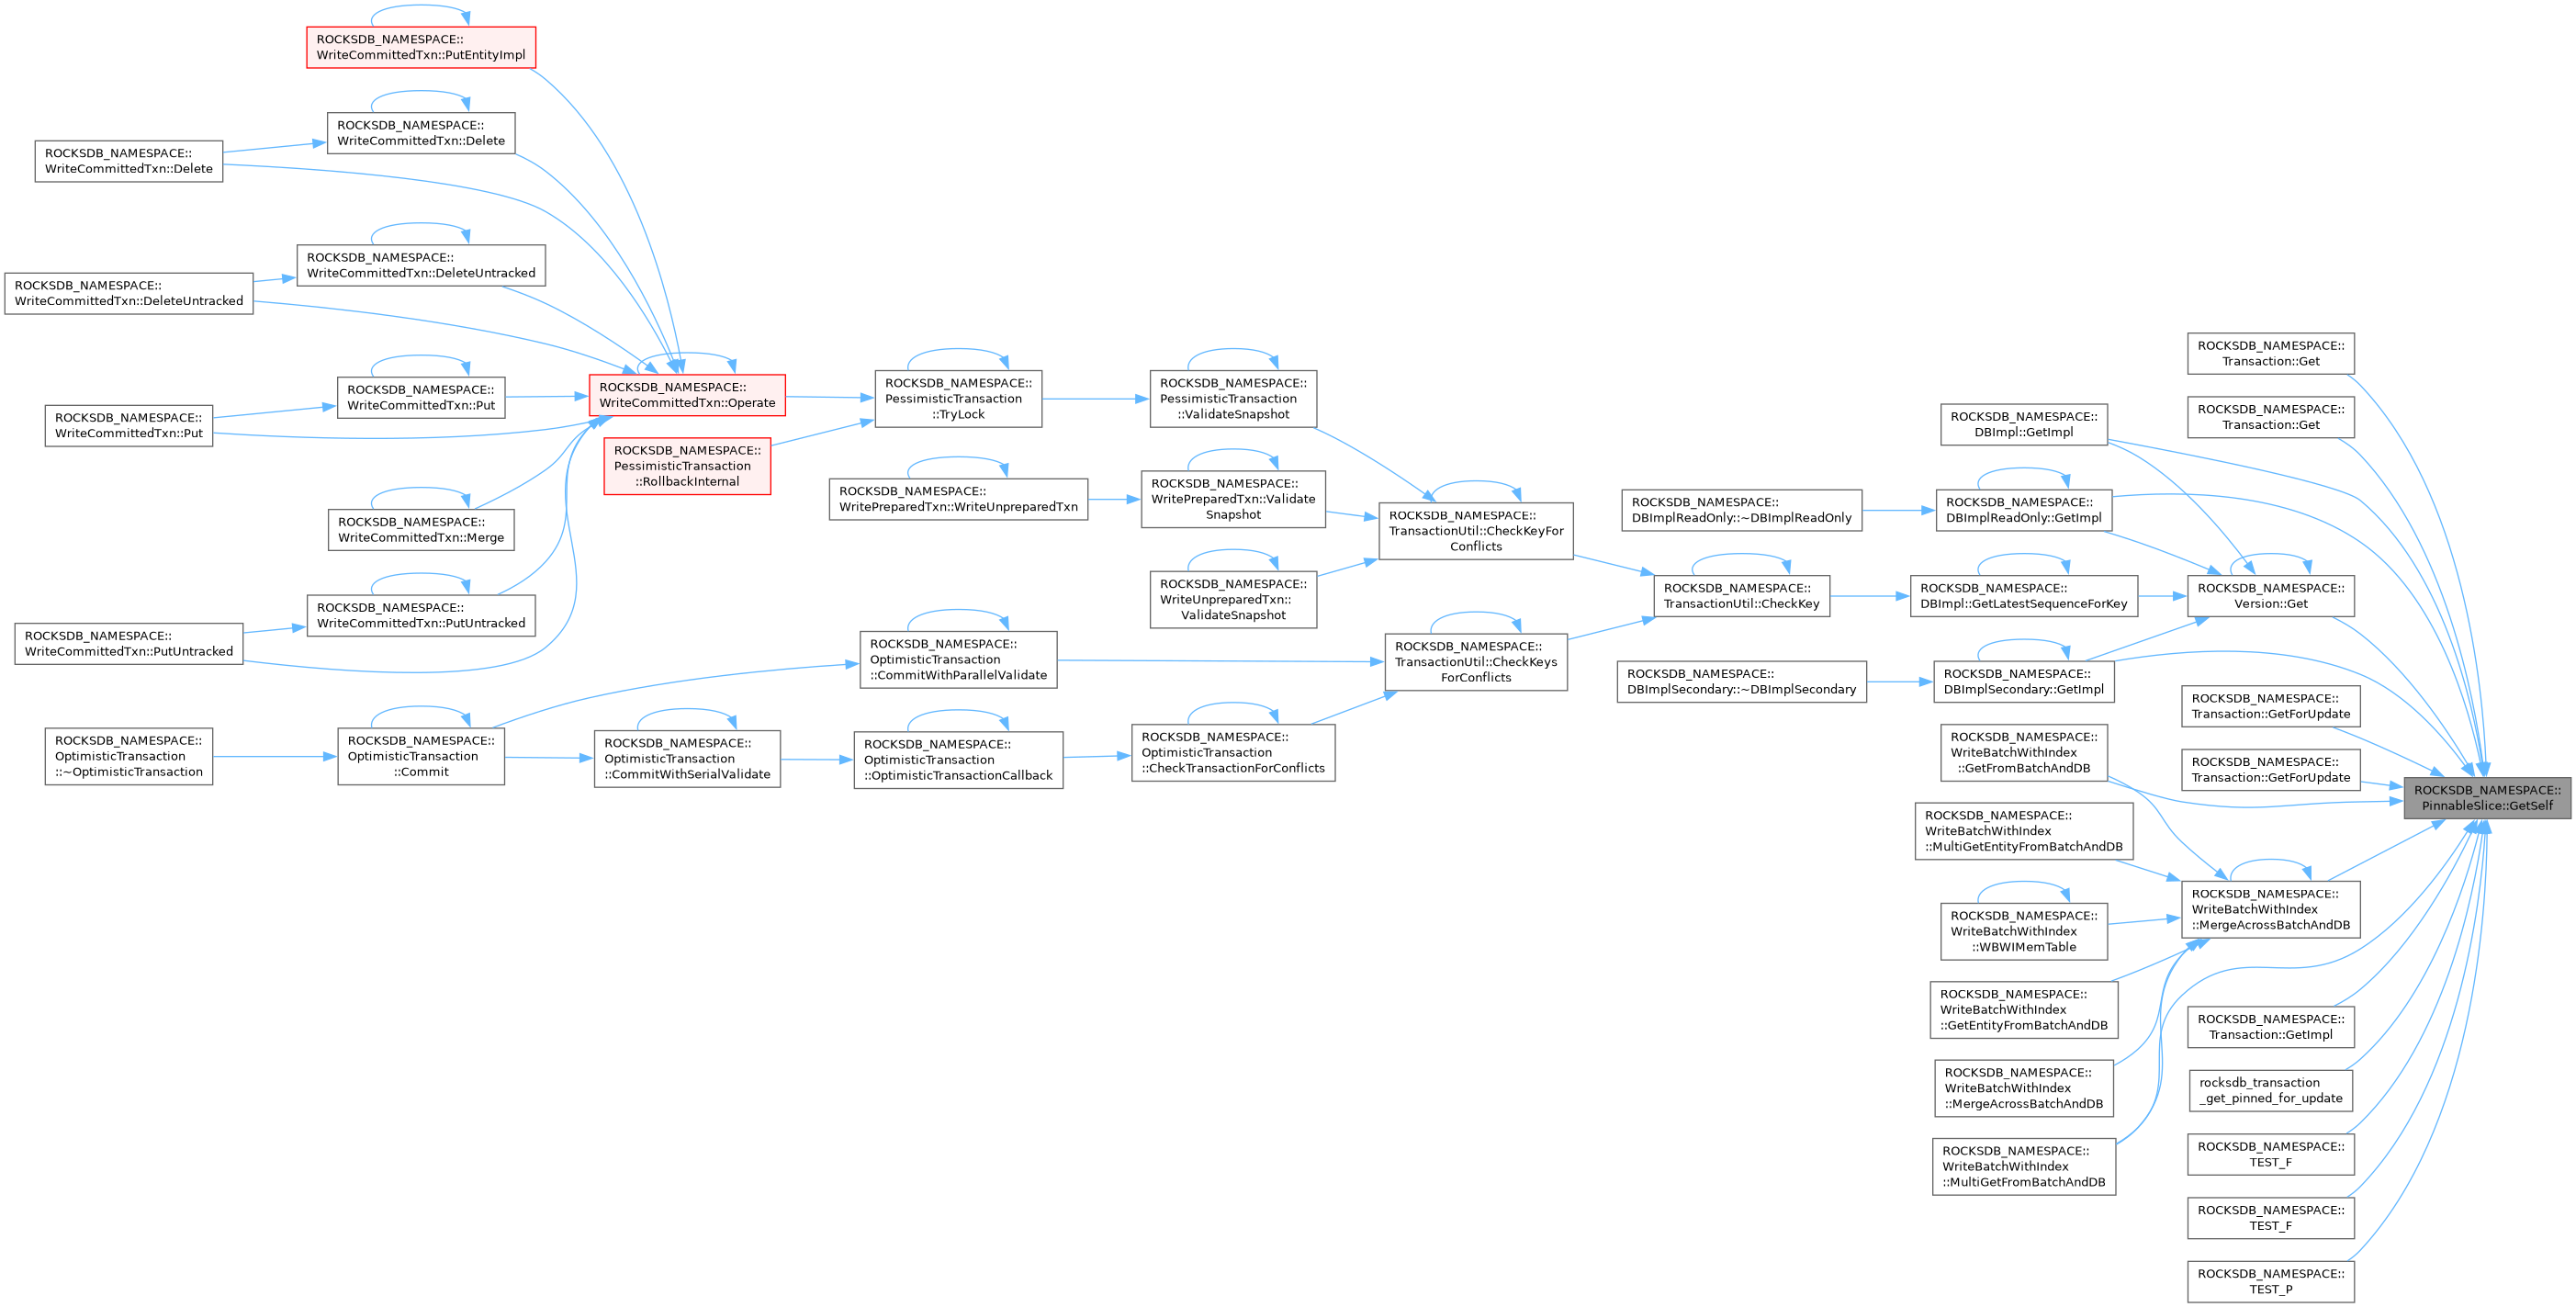 ROCKSDB_NAMESPACE::
WriteCommittedTxn::PutEntityImpl
ROCKSDB_NAMESPACE::
WriteCommittedTxn::Delete
ROCKSDB_NAMESPACE::
WriteCommittedTxn::Delete
ROCKSDB_NAMESPACE::
WriteCommittedTxn::DeleteUntracked
ROCKSDB_NAMESPACE::
WriteCommittedTxn::DeleteUntracked
ROCKSDB_NAMESPACE::
WriteCommittedTxn::Put
ROCKSDB_NAMESPACE::
WriteCommittedTxn::Put
ROCKSDB_NAMESPACE::
WriteCommittedTxn::Merge
ROCKSDB_NAMESPACE::
WriteCommittedTxn::PutUntracked
ROCKSDB_NAMESPACE::
WriteCommittedTxn::PutUntracked
ROCKSDB_NAMESPACE::
OptimisticTransaction
::~OptimisticTransaction
ROCKSDB_NAMESPACE::
OptimisticTransaction
::Commit
ROCKSDB_NAMESPACE::
WriteCommittedTxn::Operate
ROCKSDB_NAMESPACE::
PessimisticTransaction
::RollbackInternal
ROCKSDB_NAMESPACE::
OptimisticTransaction
::CommitWithSerialValidate
ROCKSDB_NAMESPACE::
PessimisticTransaction
::TryLock
ROCKSDB_NAMESPACE::
WritePreparedTxn::WriteUnpreparedTxn
ROCKSDB_NAMESPACE::
OptimisticTransaction
::CommitWithParallelValidate
ROCKSDB_NAMESPACE::
OptimisticTransaction
::OptimisticTransactionCallback
ROCKSDB_NAMESPACE::
PessimisticTransaction
::ValidateSnapshot
ROCKSDB_NAMESPACE::
WritePreparedTxn::Validate
Snapshot
ROCKSDB_NAMESPACE::
WriteUnpreparedTxn::
ValidateSnapshot
ROCKSDB_NAMESPACE::
OptimisticTransaction
::CheckTransactionForConflicts
ROCKSDB_NAMESPACE::
TransactionUtil::CheckKeyFor
Conflicts
ROCKSDB_NAMESPACE::
TransactionUtil::CheckKeys
ForConflicts
ROCKSDB_NAMESPACE::
DBImplReadOnly::~DBImplReadOnly
ROCKSDB_NAMESPACE::
TransactionUtil::CheckKey
ROCKSDB_NAMESPACE::
DBImplSecondary::~DBImplSecondary
ROCKSDB_NAMESPACE::
DBImpl::GetImpl
ROCKSDB_NAMESPACE::
DBImplReadOnly::GetImpl
ROCKSDB_NAMESPACE::
DBImpl::GetLatestSequenceForKey
ROCKSDB_NAMESPACE::
DBImplSecondary::GetImpl
ROCKSDB_NAMESPACE::
WriteBatchWithIndex
::GetFromBatchAndDB
ROCKSDB_NAMESPACE::
WriteBatchWithIndex
::MultiGetEntityFromBatchAndDB
ROCKSDB_NAMESPACE::
WriteBatchWithIndex
::WBWIMemTable
ROCKSDB_NAMESPACE::
WriteBatchWithIndex
::GetEntityFromBatchAndDB
ROCKSDB_NAMESPACE::
WriteBatchWithIndex
::MergeAcrossBatchAndDB
ROCKSDB_NAMESPACE::
WriteBatchWithIndex
::MultiGetFromBatchAndDB
ROCKSDB_NAMESPACE::
Transaction::Get
ROCKSDB_NAMESPACE::
Transaction::Get
ROCKSDB_NAMESPACE::
Version::Get
ROCKSDB_NAMESPACE::
Transaction::GetForUpdate
ROCKSDB_NAMESPACE::
Transaction::GetForUpdate
ROCKSDB_NAMESPACE::
WriteBatchWithIndex
::MergeAcrossBatchAndDB
ROCKSDB_NAMESPACE::
Transaction::GetImpl
rocksdb_transaction
_get_pinned_for_update
ROCKSDB_NAMESPACE::
TEST_F
ROCKSDB_NAMESPACE::
TEST_F
ROCKSDB_NAMESPACE::
TEST_P
ROCKSDB_NAMESPACE::
PinnableSlice::GetSelf